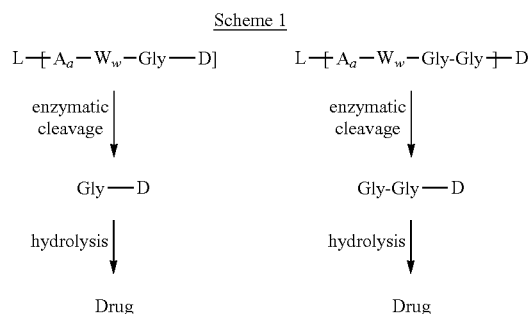 Scheme 1
L—[A_a—W_w—Gly—D] L—[A_a—W_w—Gly-Gly]—D
enzymatic cleavage enzymatic cleavage
Gly—D Gly-Gly—D
hydrolysis hydrolysis
Drug Drug